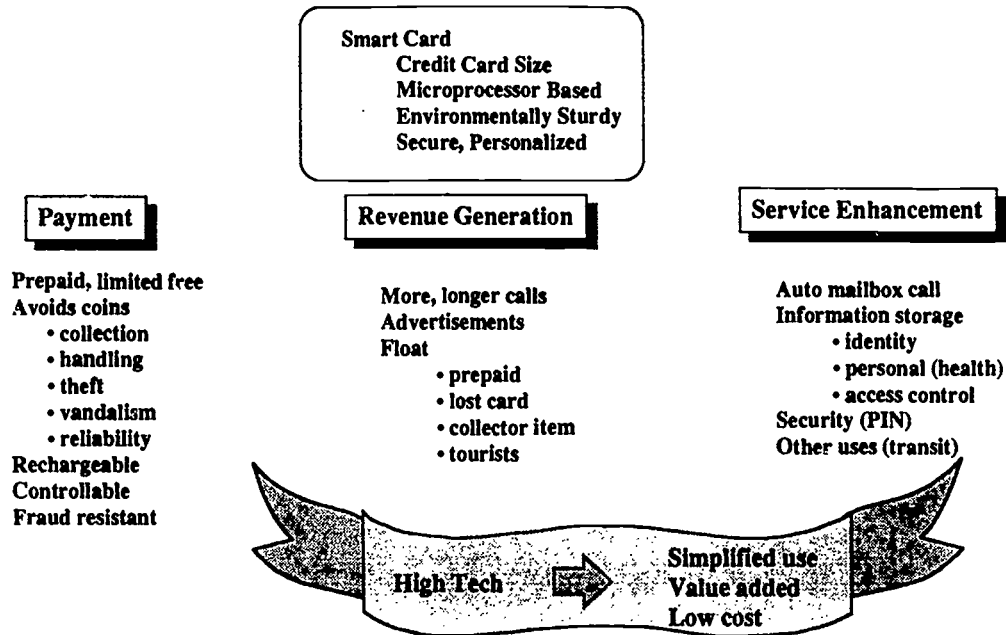 Smart Card
Credit Card Size
Microprocessor Based
Environmentally Sturdy
Secure, Personalized
Payment
Prepaid, limited free
Avoids coins
• collection
• handling
• theft
• vandalism
• reliability
Rechargeable
Controllable
Fraud resistant
Revenue Generation
More, longer calls
Advertisements
Float
• prepaid
• lost card
• collector item
• tourists
Service Enhancement
Auto mailbox call
Information storage
• identity
• personal (health)
• access control
Security (PIN)
Other uses (transit)
High Tech
Simplified use
Value added
Low cost